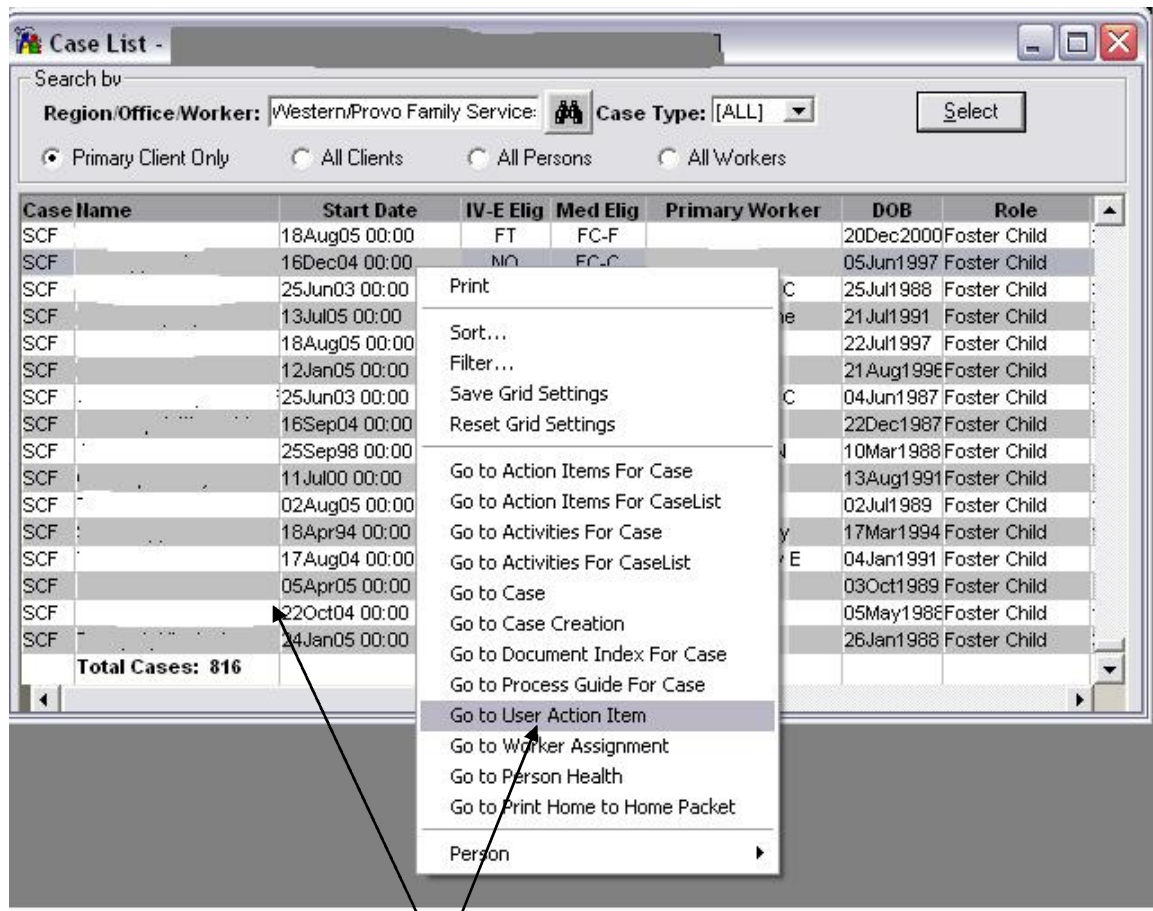 Case List -
Search by
Region/Office/Worker: Western/Provo Family Service: Case Type: [ALL] Select
Primary Client Only All Clients All Persons All Workers
Case Name Start Date IV-E Elig Med Elig Primary Worker DOB Role
SCF 18Aug05 00:00 FT FC-F 20Dec2000 Foster Child
SCF 16Dec04 00:00 NO FC-C 05Jun1997 Foster Child
SCF 25Jun03 00:00 C 25Jul1988 Foster Child
SCF 13Jul05 00:00 ne 21Jul1991 Foster Child
SCF 18Aug05 00:00 22Jul1997 Foster Child
SCF 12Jan05 00:00 21Aug1996 Foster Child
SCF 25Jun03 00:00 C 04Jun1987 Foster Child
SCF 16Sep04 00:00 22Dec1987 Foster Child
SCF 25Sep98 00:00 10Mar1988 Foster Child
SCF 11Jul00 00:00 13Aug1991 Foster Child
SCF 02Aug05 00:00 02Jul1989 Foster Child
SCF 18Apr94 00:00 y 17Mar1994 Foster Child
SCF 17Aug04 00:00 E 04Jan1991 Foster Child
SCF 05Apr05 00:00 03Oct1989 Foster Child
SCF 22Oct04 00:00 05May1988 Foster Child
SCF 24Jan05 00:00 26Jan1988 Foster Child
Total Cases: 816
Print
Sort...
Filter...
Save Grid Settings
Reset Grid Settings
Go to Action Items For Case
Go to Action Items For CaseList
Go to Activities For Case
Go to Activities For CaseList
Go to Case
Go to Case Creation
Go to Document Index For Case
Go to Process Guide For Case
Go to User Action Item
Go to Worker Assignment
Go to Person Health
Go to Print Home to Home Packet
Person